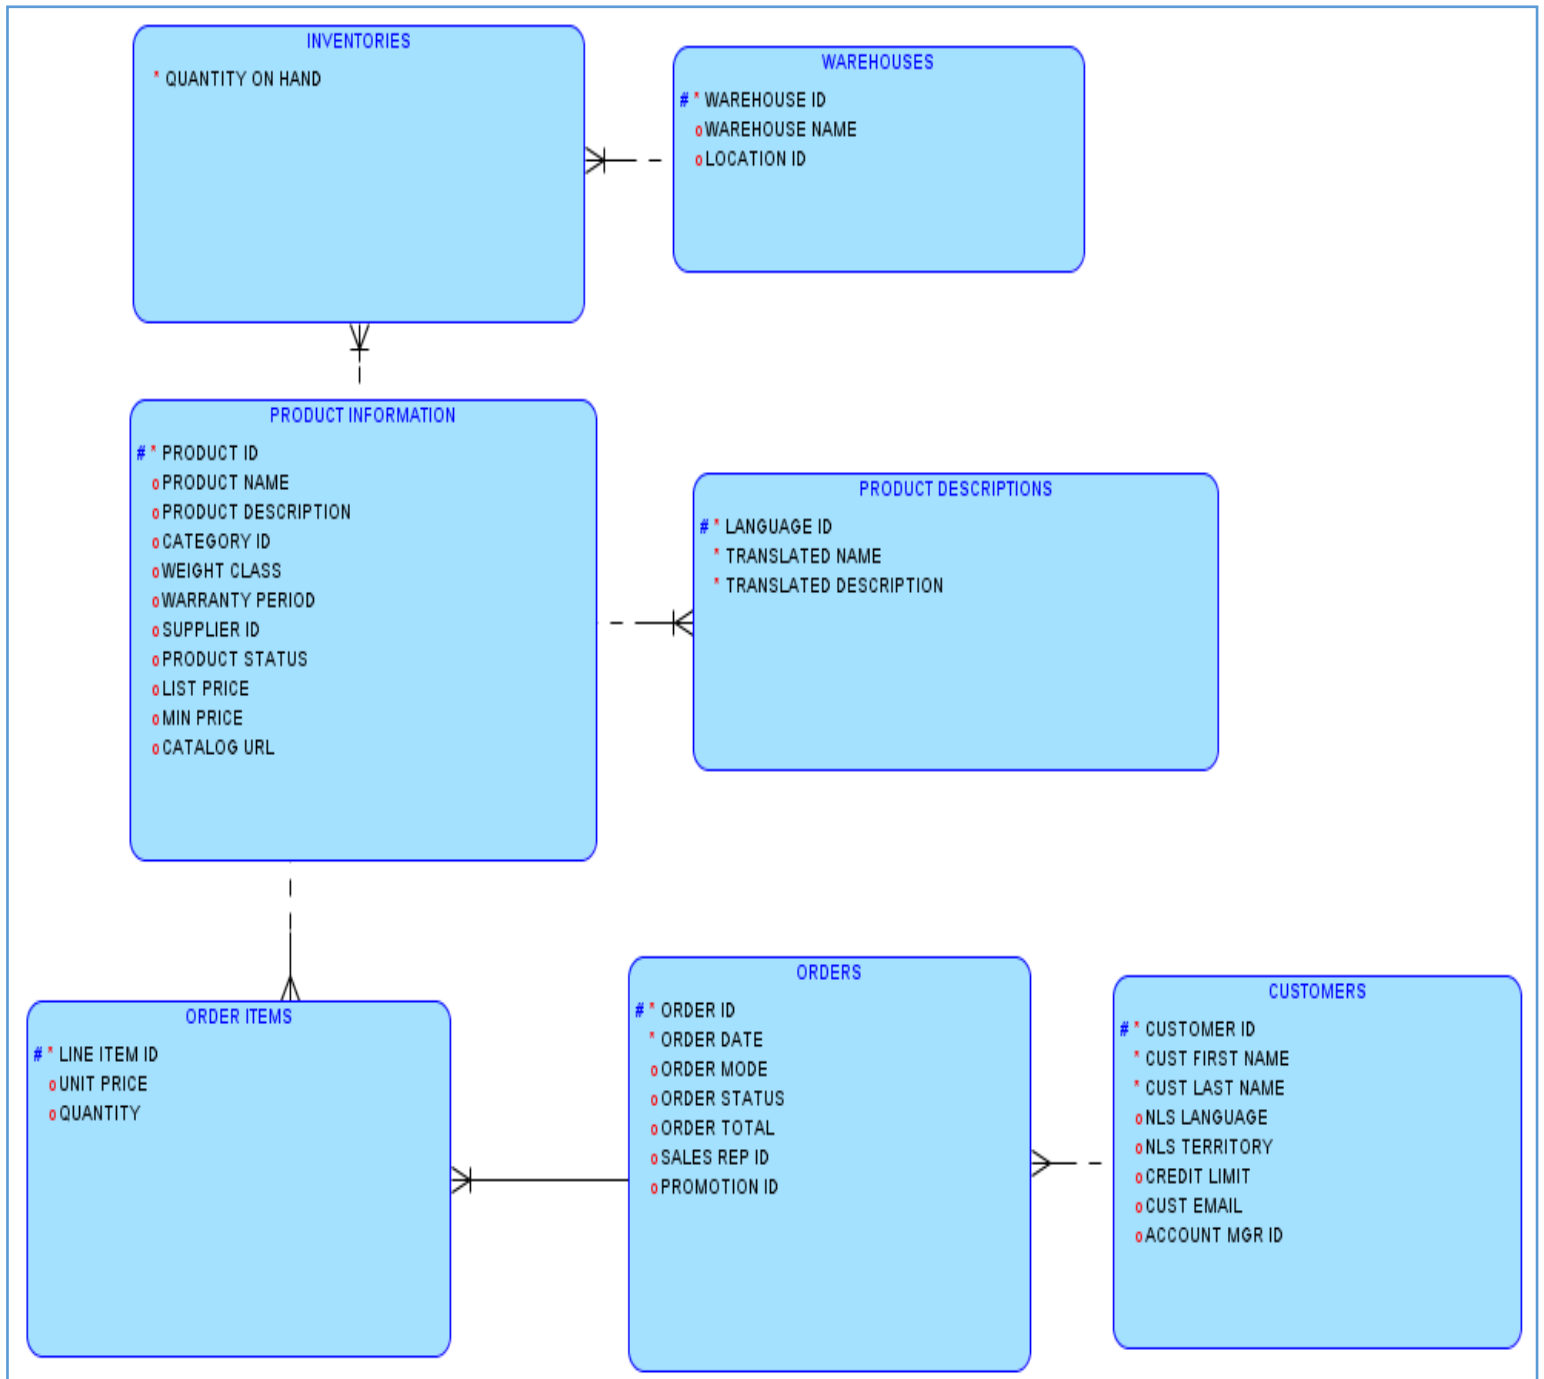 INVENTORIES
* QUANTITY ON HAND
WAREHOUSES
# * WAREHOUSE ID
o WAREHOUSE NAME
o LOCATION ID
PRODUCT INFORMATION
# * PRODUCT ID
o PRODUCT NAME
o PRODUCT DESCRIPTION
o CATEGORY ID
o WEIGHT CLASS
o WARRANTY PERIOD
o SUPPLIER ID
o PRODUCT STATUS
o LIST PRICE
o MIN PRICE
o CATALOG URL
PRODUCT DESCRIPTIONS
# * LANGUAGE ID
* TRANSLATED NAME
* TRANSLATED DESCRIPTION
ORDER ITEMS
# * LINE ITEM ID
o UNIT PRICE
o QUANTITY
ORDERS
# * ORDER ID
* ORDER DATE
o ORDER MODE
o ORDER STATUS
o ORDER TOTAL
o SALES REP ID
o PROMOTION ID
CUSTOMERS
# * CUSTOMER ID
* CUST FIRST NAME
* CUST LAST NAME
o NLS LANGUAGE
o NLS TERRITORY
o CREDIT LIMIT
o CUST EMAIL
o ACCOUNT MGR ID